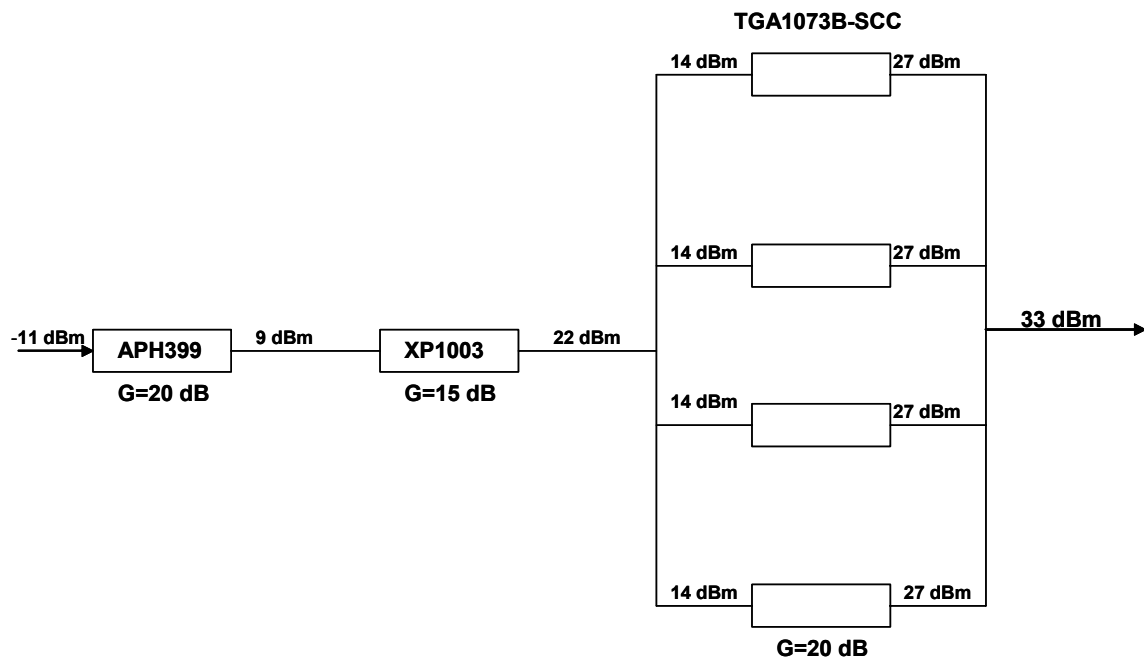 TGA1073B-SCC
14 dBm
27 dBm
14 dBm
27 dBm
-11 dBm
APH399
9 dBm
XP1003
22 dBm
33 dBm
G=20 dB
G=15 dB
14 dBm
27 dBm
14 dBm
27 dBm
G=20 dB